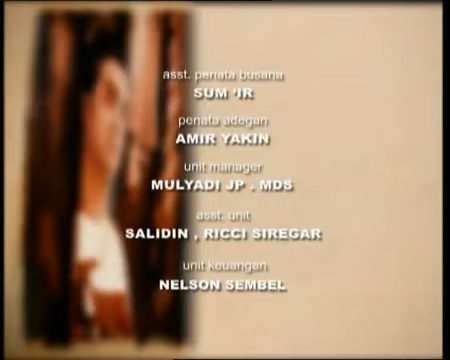 asst. penata busana
SUM 'IR
penata adegan
AMIR YAKIN
unit manager
MULYADI JP . MDS
asst. unit
SALIDIN , RICCI SIREGAR
unit keuangan
NELSON SEMBEL